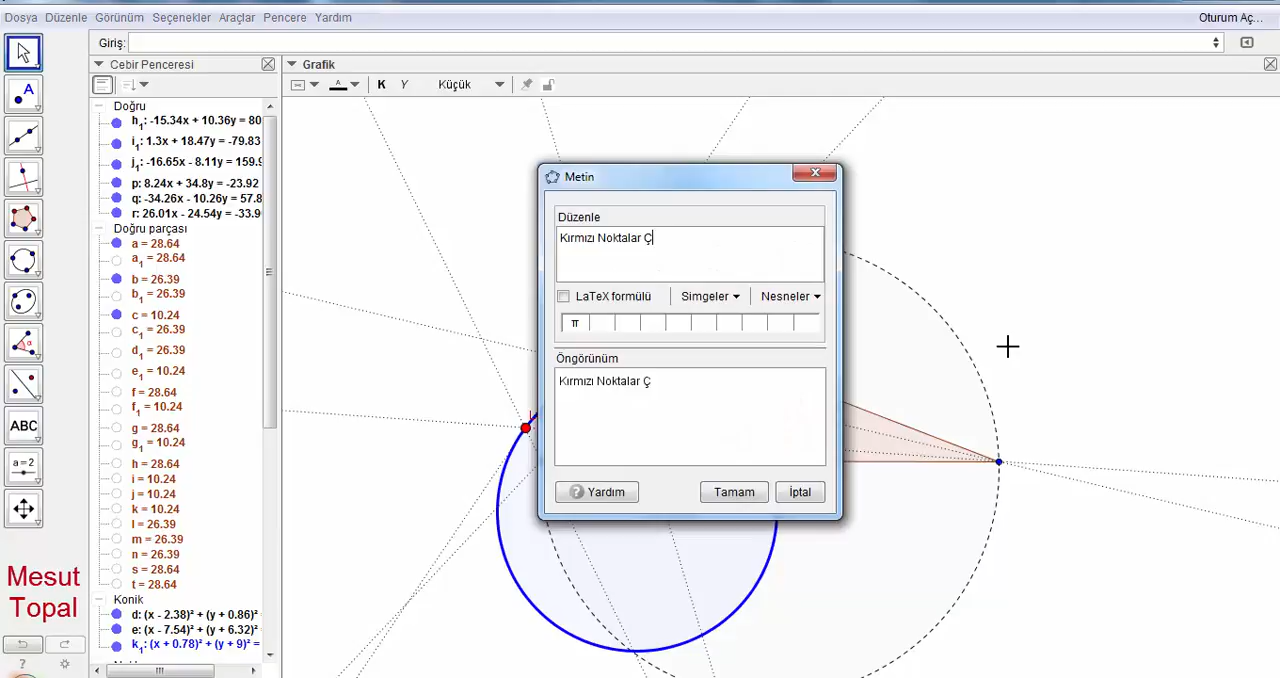 Dosya Düzenle Görünüm Seçenekler Araçlar Pencere Yardım Oturum Aç...
Giriş:
Cebir Penceresi
Grafik
K Y Küçük
Doğru
h1: -15.34x + 10.36y = 80
i1: 1.3x + 18.47y = -79.83
j1: -16.65x - 8.11y = 159.9
p: 8.24x + 34.8y = -23.92
q: -34.26x - 10.26y = 57.8
r: 26.01x - 24.54y = -33.9
Doğru parçası
a = 28.64
a1 = 28.64
b = 26.39
b1 = 26.39
c = 10.24
c1 = 26.39
d1 = 26.39
e1 = 10.24
f = 28.64
f1 = 10.24
g = 28.64
g1 = 10.24
h = 28.64
i = 10.24
j = 10.24
k = 10.24
l = 26.39
m = 26.39
n = 26.39
s = 28.64
t = 28.64
Konik
d: (x - 2.38)² + (y + 0.86)²
e: (x - 7.54)² + (y + 6.32)²
k1: (x + 0.78)² + (y + 9)² =
A
α
ABC
a=2
Mesut
Topal
?
Metin
Düzenle
Kırmızı Noktalar Ç
LaTeX formülü Simgeler Nesneler
π
Öngörünüm
Kırmızı Noktalar Ç
? Yardım Tamam İptal